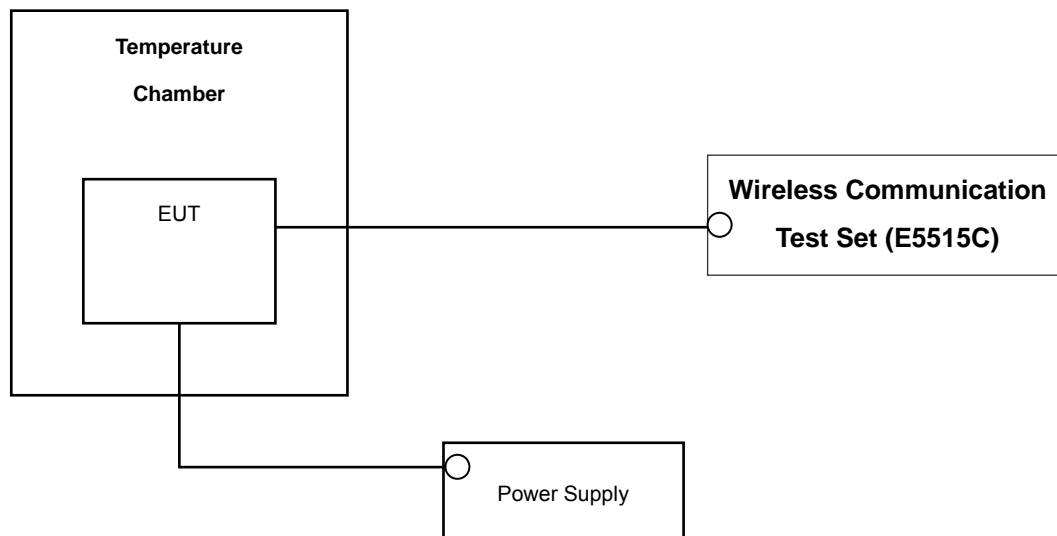 Temperature
Chamber
EUT
Wireless Communication
Test Set (E5515C)
Power Supply